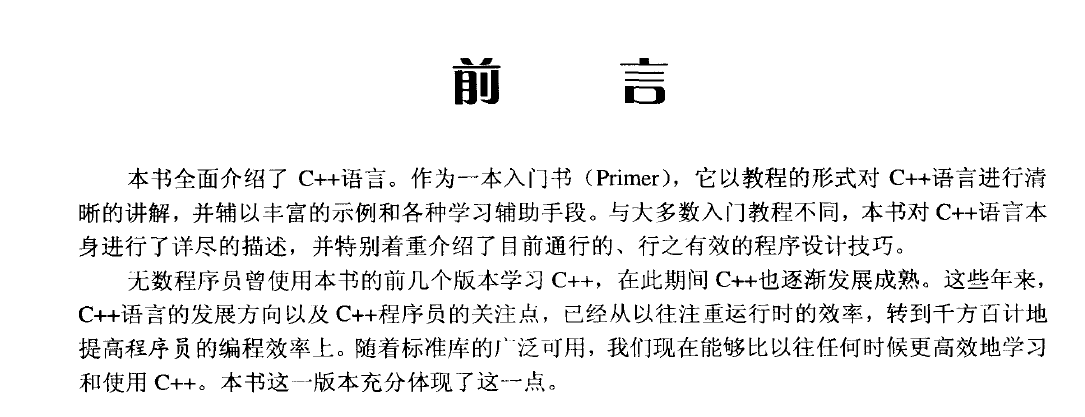 前 言
本书全面介绍了 C++语言。作为一本入门书（Primer），它以教程的形式对 C++语言进行清
晰的讲解，并辅以丰富的示例和各种学习辅助手段。与大多数入门教程不同，本书对 C++语言本
身进行了详尽的描述，并特别着重介绍了目前通行的、行之有效的程序设计技巧。
无数程序员曾使用本书的前几个版本学习 C++，在此期间 C++也逐渐发展成熟。这些年来，
C++语言的发展方向以及 C++程序员的关注点，已经从以往注重运行时的效率，转到千方百计地
提高程序员的编程效率上。随着标准库的广泛可用，我们现在能够比以往任何时候更高效地学习
和使用 C++。本书这一版本充分体现了这一点。